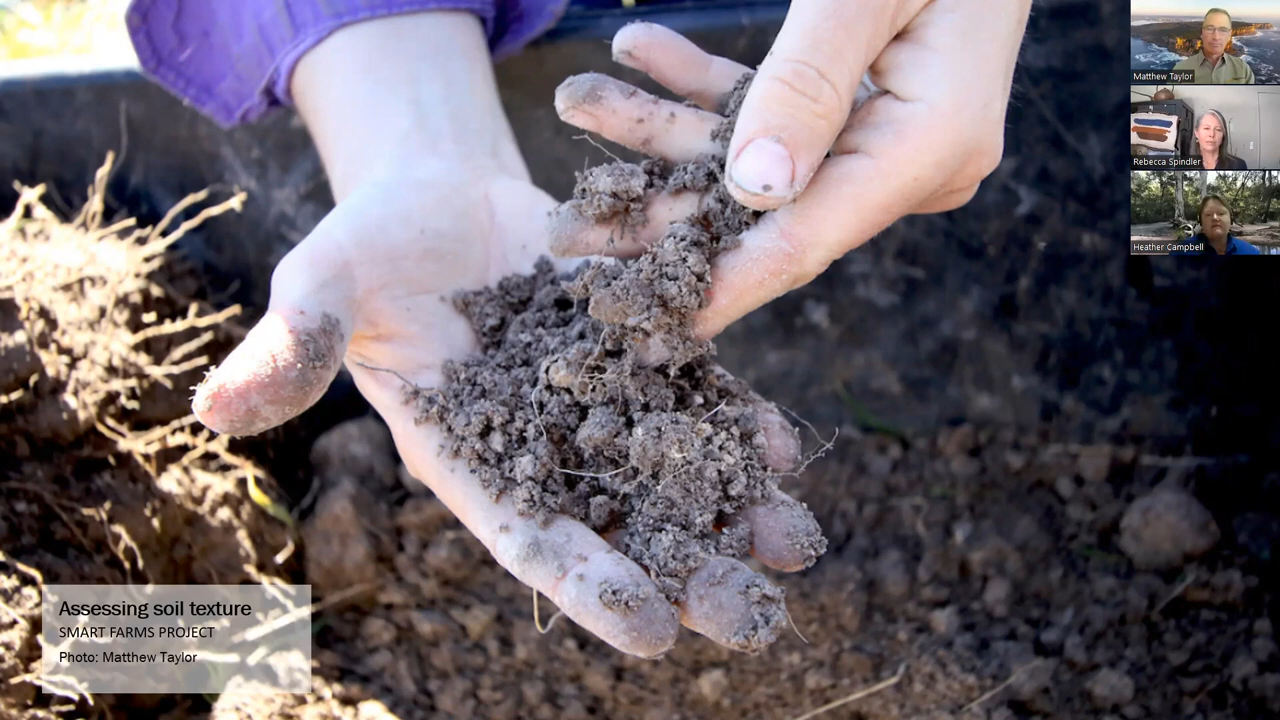 Matthew Taylor
Rebecca Spindler
Heather Campbell
Assessing soil texture
SMART FARMS PROJECT
Photo: Matthew Taylor